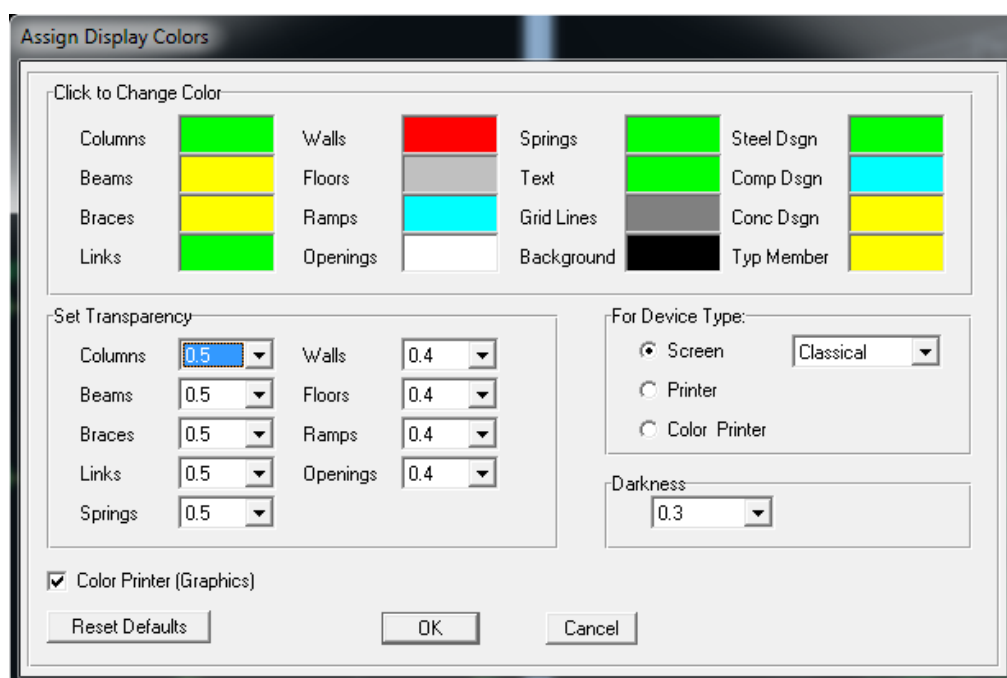 Assign Display Colors
Click to Change Color
Columns Walls Springs Steel Dsgn
Beams Floors Text Comp Dsgn
Braces Ramps Grid Lines Conc Dsgn
Links Openings Background Typ Member
Set Transparency For Device Type:
Columns 0.5 Walls 0.4 Screen Classical
Beams 0.5 Floors 0.4 Printer
Braces 0.5 Ramps 0.4 Color Printer
Links 0.5 Openings 0.4 Darkness
Springs 0.5 0.3
Color Printer (Graphics)
Reset Defaults OK Cancel